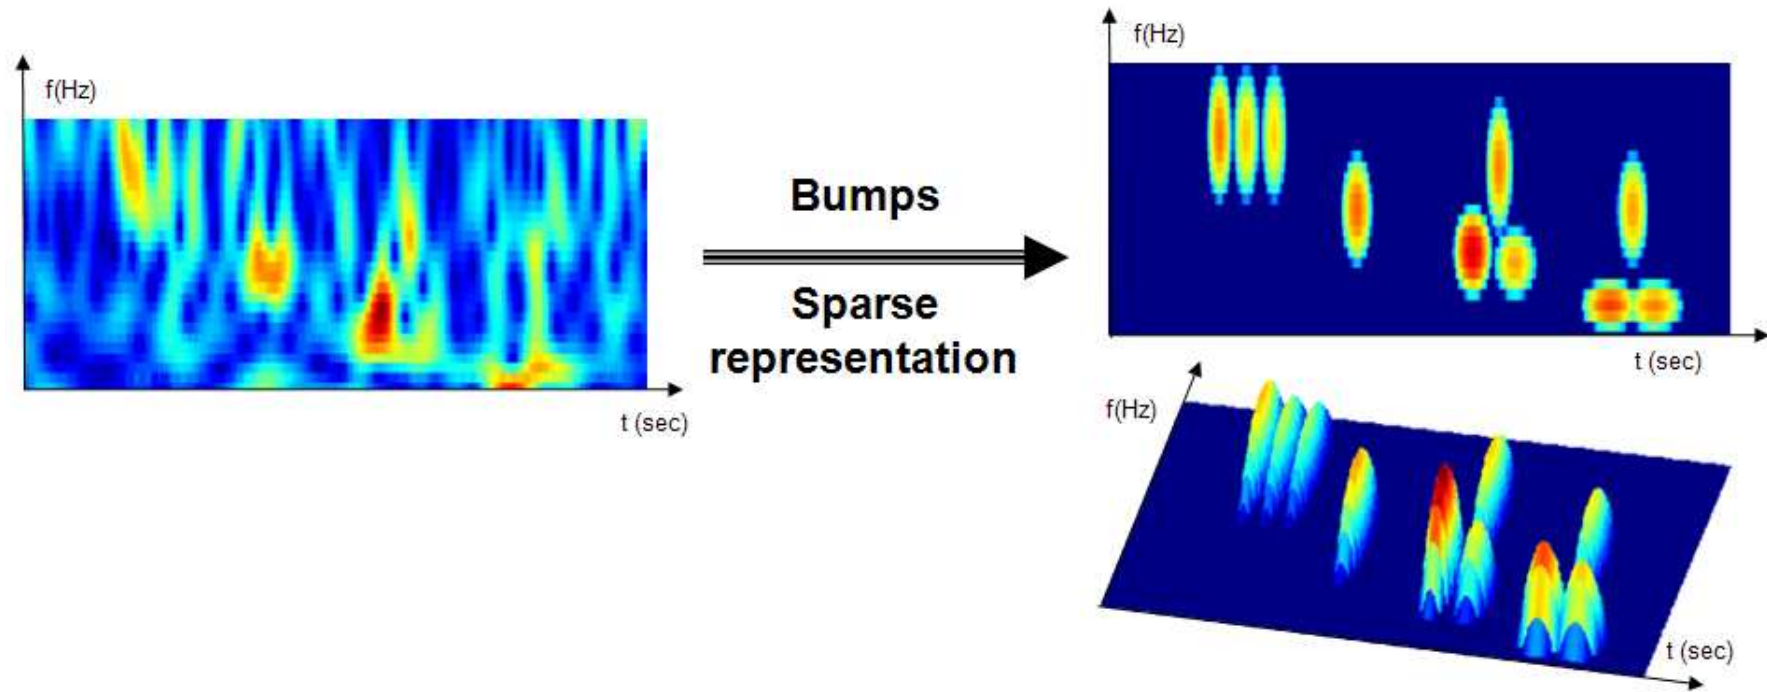 f(Hz)
t (sec)
Bumps
Sparse
representation
f(Hz)
t (sec)
f(Hz)
t (sec)